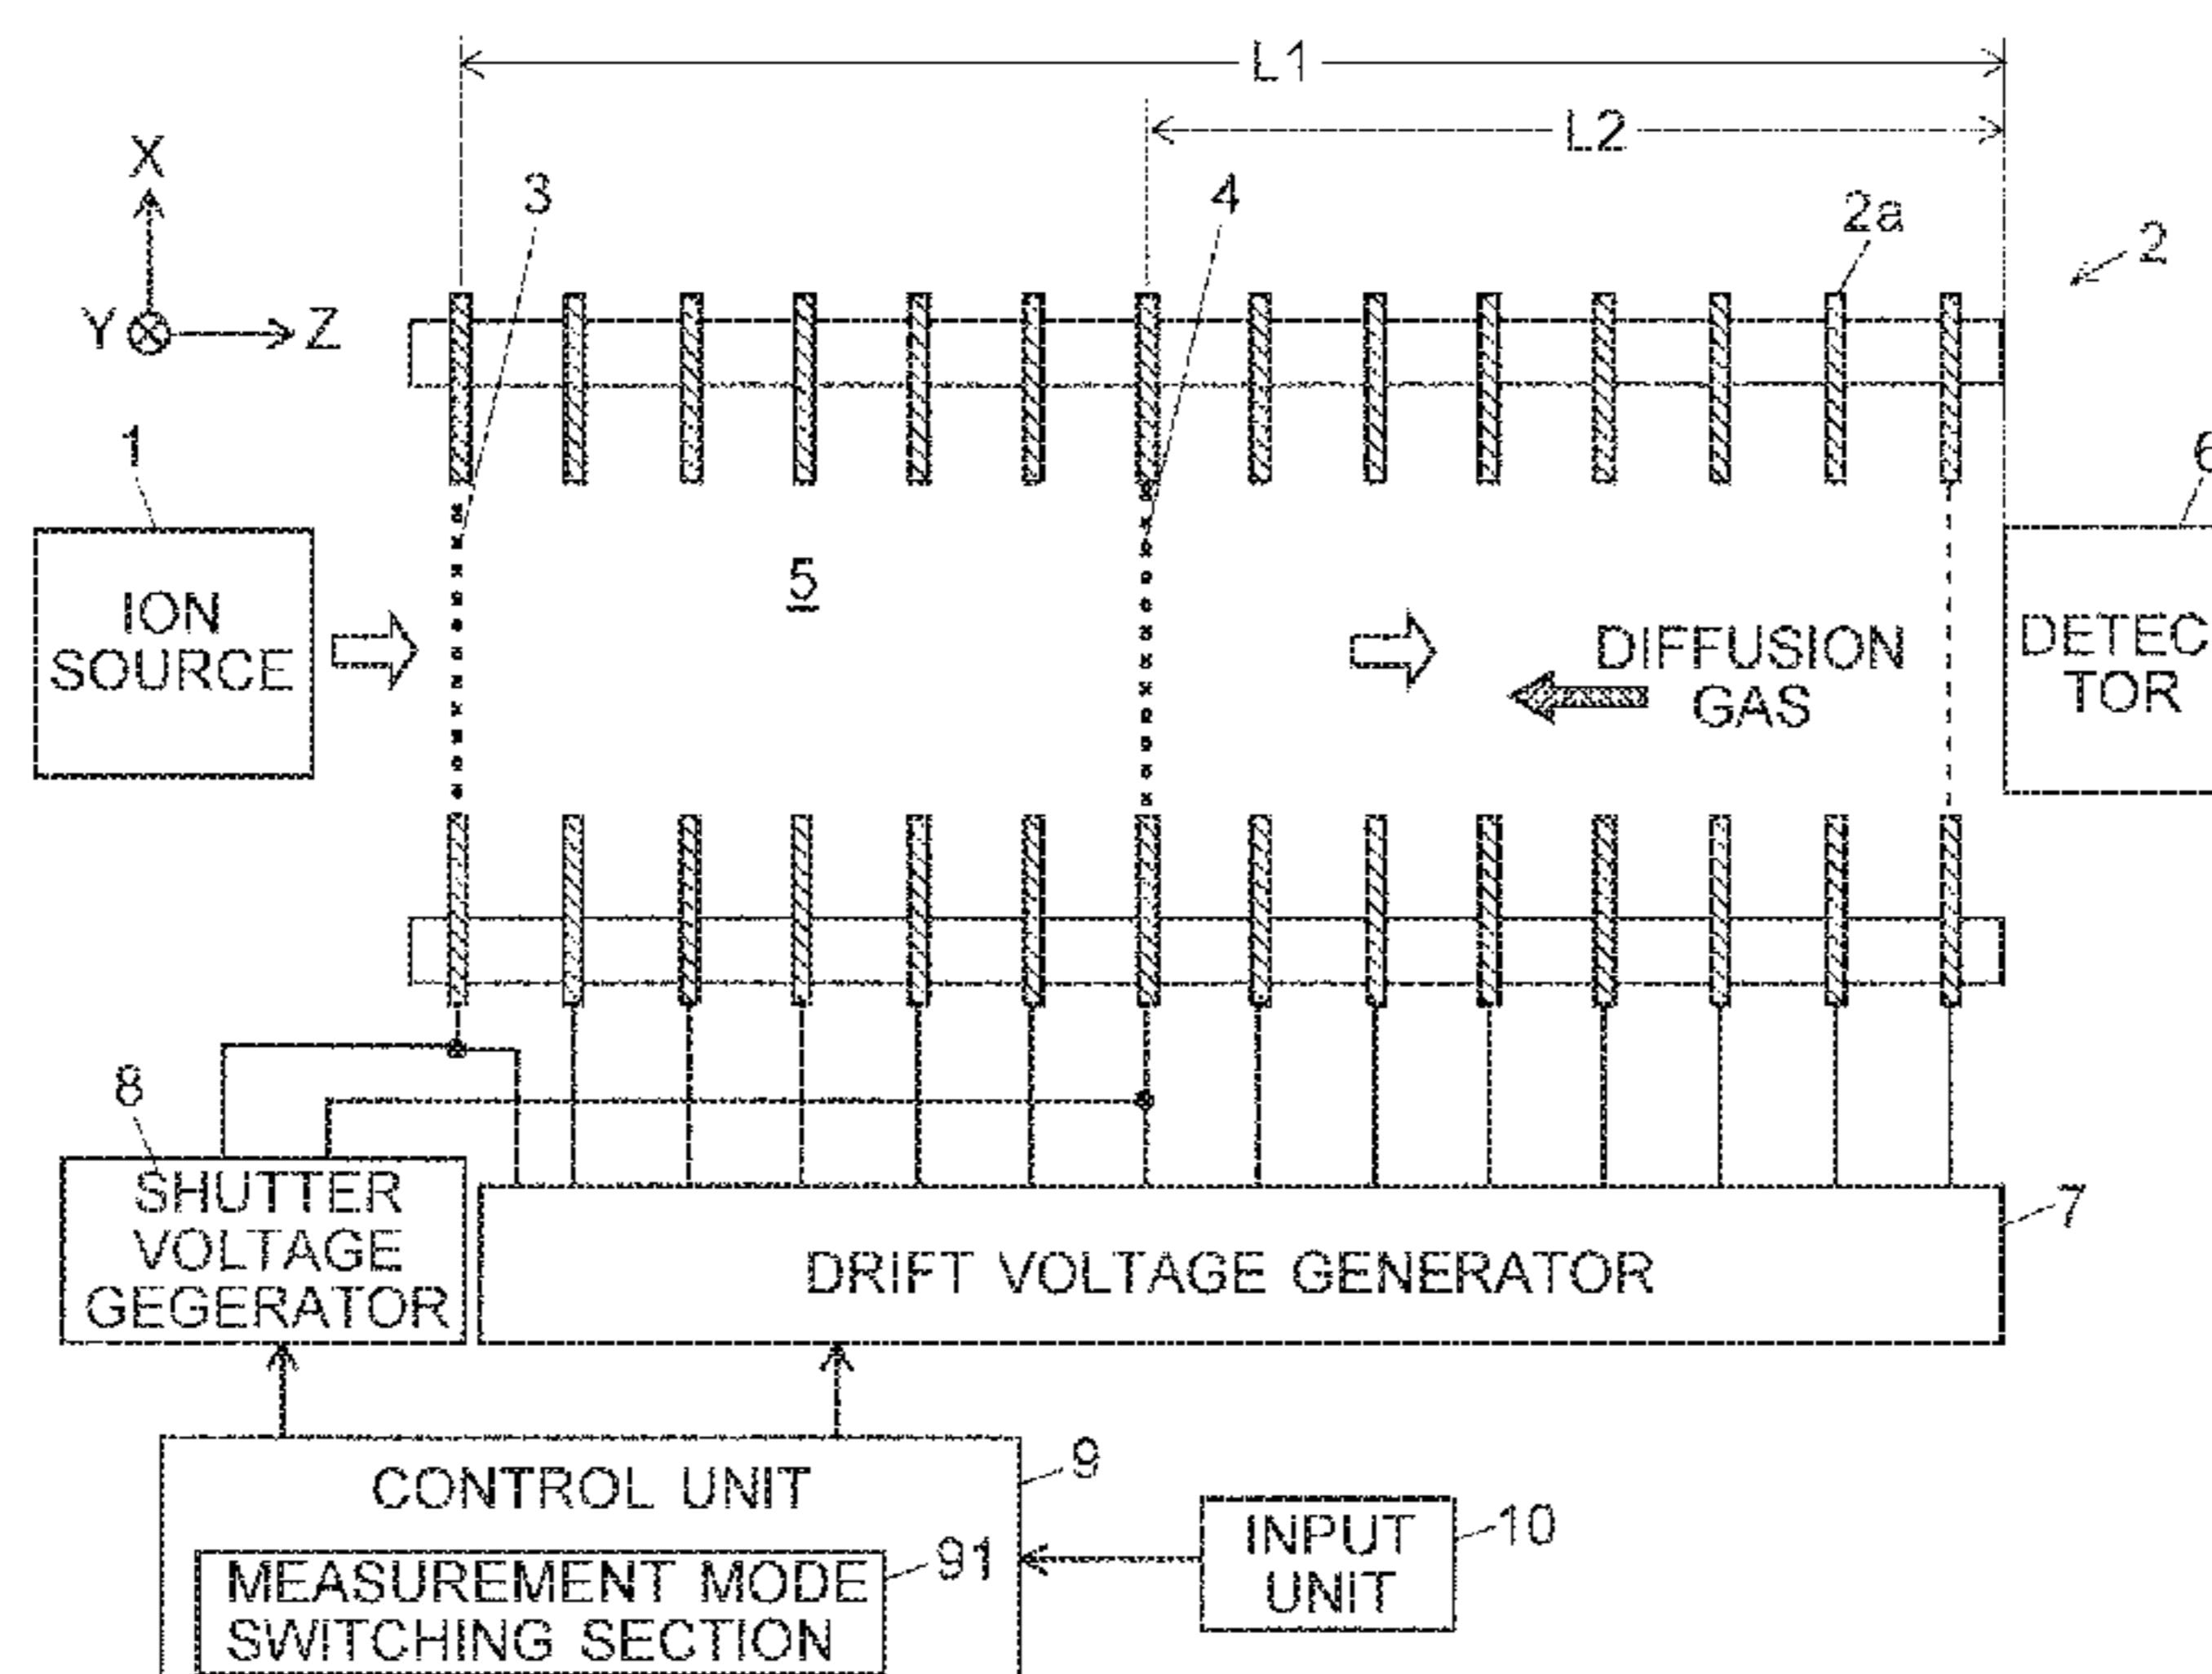 L1
L2
X
3
4
2a
2
Y
Z
1
6
5
ION
SOURCE
DIFFUSION
GAS
DETEC
TOR
8
SHUTTER
VOLTAGE
GEGERATOR
7
DRIFT VOLTAGE GENERATOR
CONTROL UNIT
9
MEASUREMENT MODE
SWITCHING SECTION
91
INPUT
UNIT
10